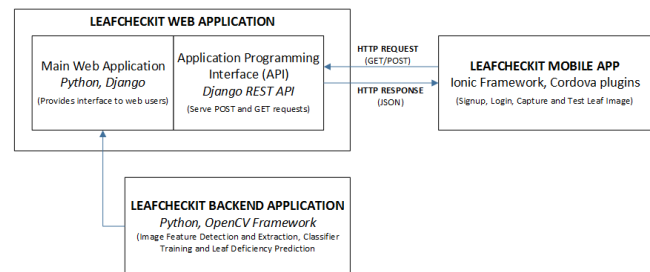 LEAFCHECKIT WEB APPLICATION
Main Web Application
Python, Django
(Provides interface to web users)
Application Programming
Interface (API)
Django REST API
(Serve POST and GET requests)
HTTP REQUEST
(GET/POST)
HTTP RESPONSE
(JSON)
LEAFCHECKIT MOBILE APP
Ionic Framework, Cordova plugins
(Signup, Login, Capture and Test Leaf Image)
LEAFCHECKIT BACKEND APPLICATION
Python, OpenCV Framework
(Image Feature Detection and Extraction, Classifier
Training and Leaf Deficiency Prediction